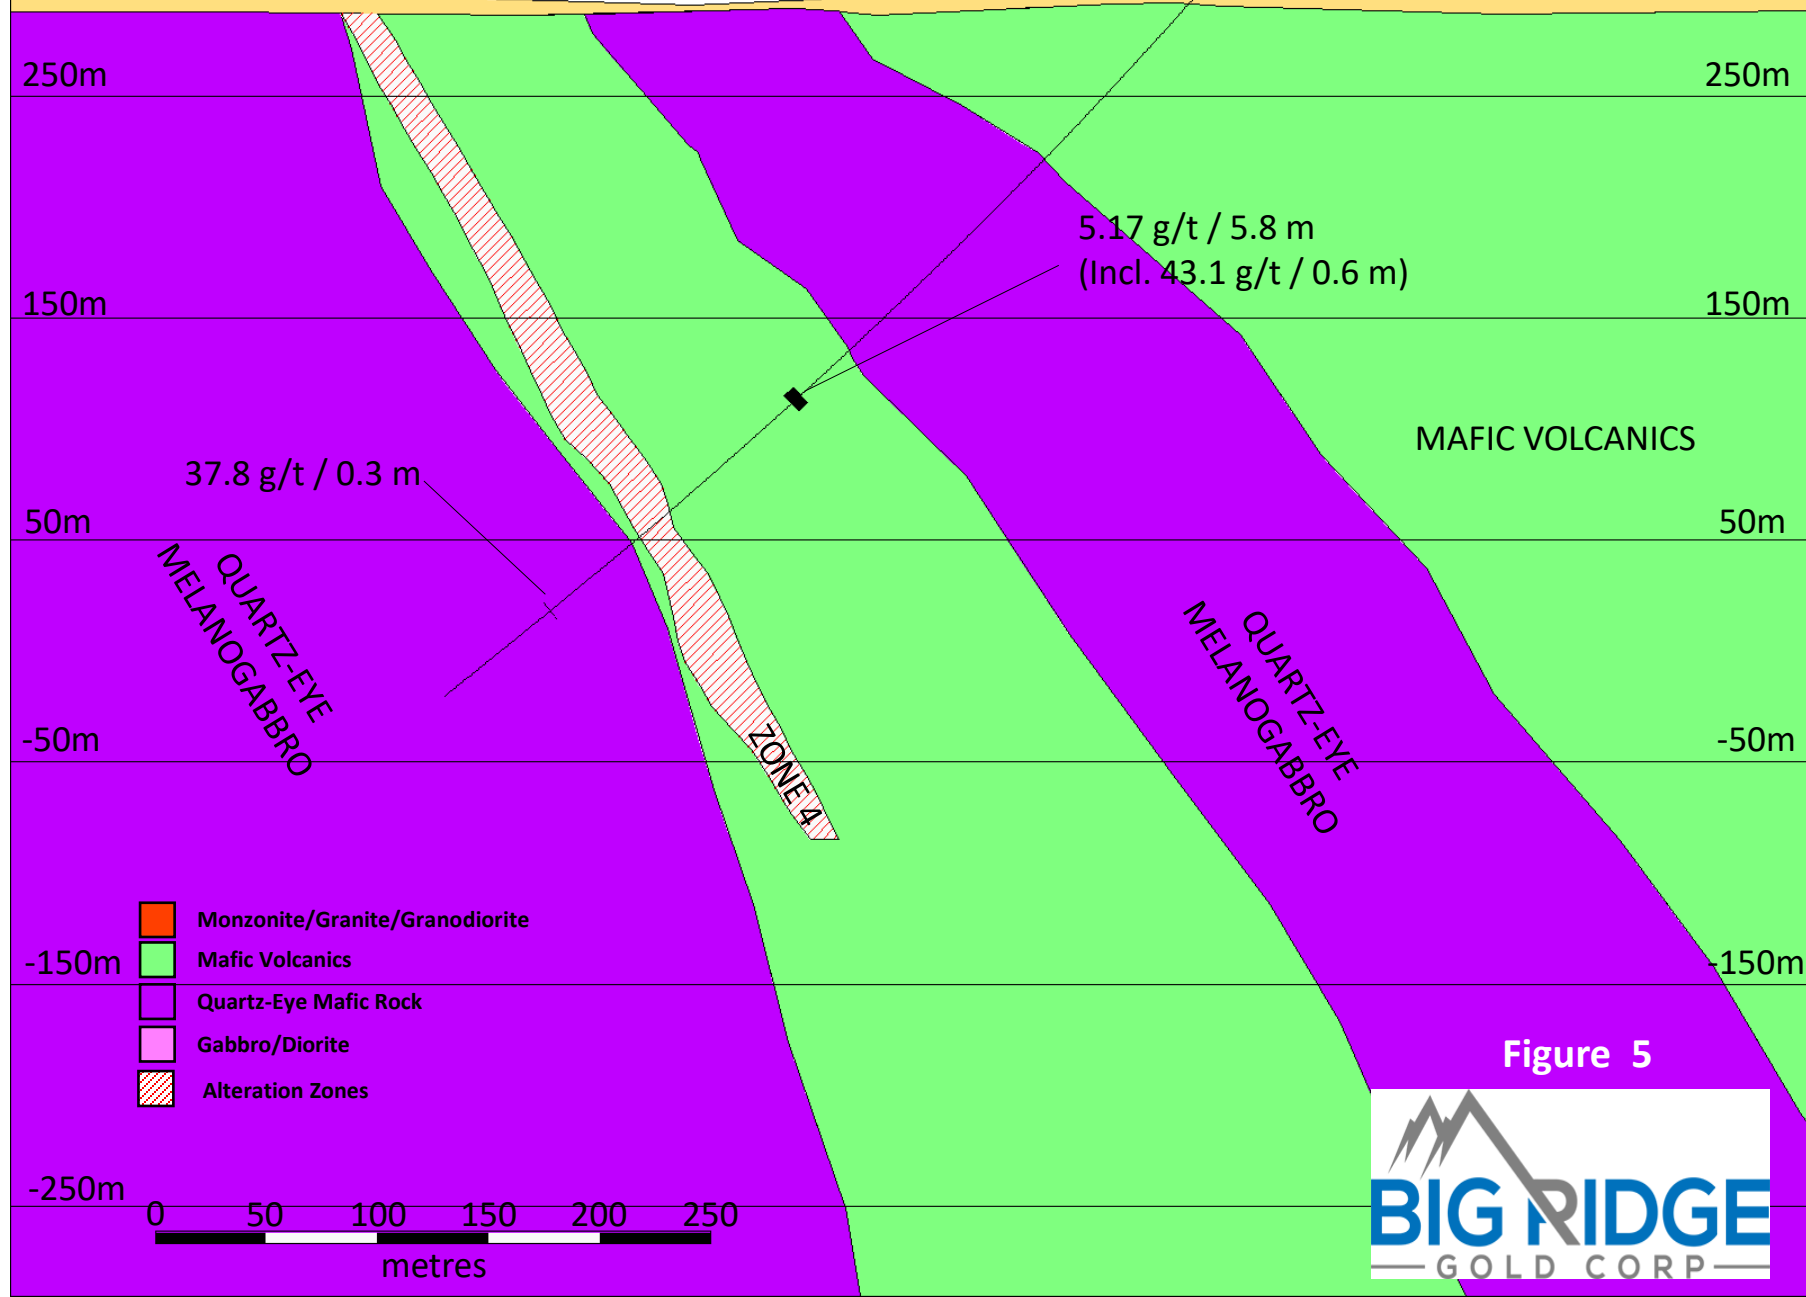 250m
250m
5.17 g/t / 5.8 m
(Incl. 43.1 g/t / 0.6 m)
150m
150m
MAFIC VOLCANICS
37.8 g/t / 0.3 m
50m
50m
QUARTZ-EYE
MELANOGABBRO
QUARTZ-EYE
MELANOGABBRO
-50m
-50m
ZONE 4
Monzonite/Granite/Granodiorite
Mafic Volcanics
-150m
-150m
Quartz-Eye Mafic Rock
Gabbro/Diorite
Alteration Zones
Figure 5
-250m
0 50 100 150 200 250
metres
BIG RIDGE
GOLD CORP